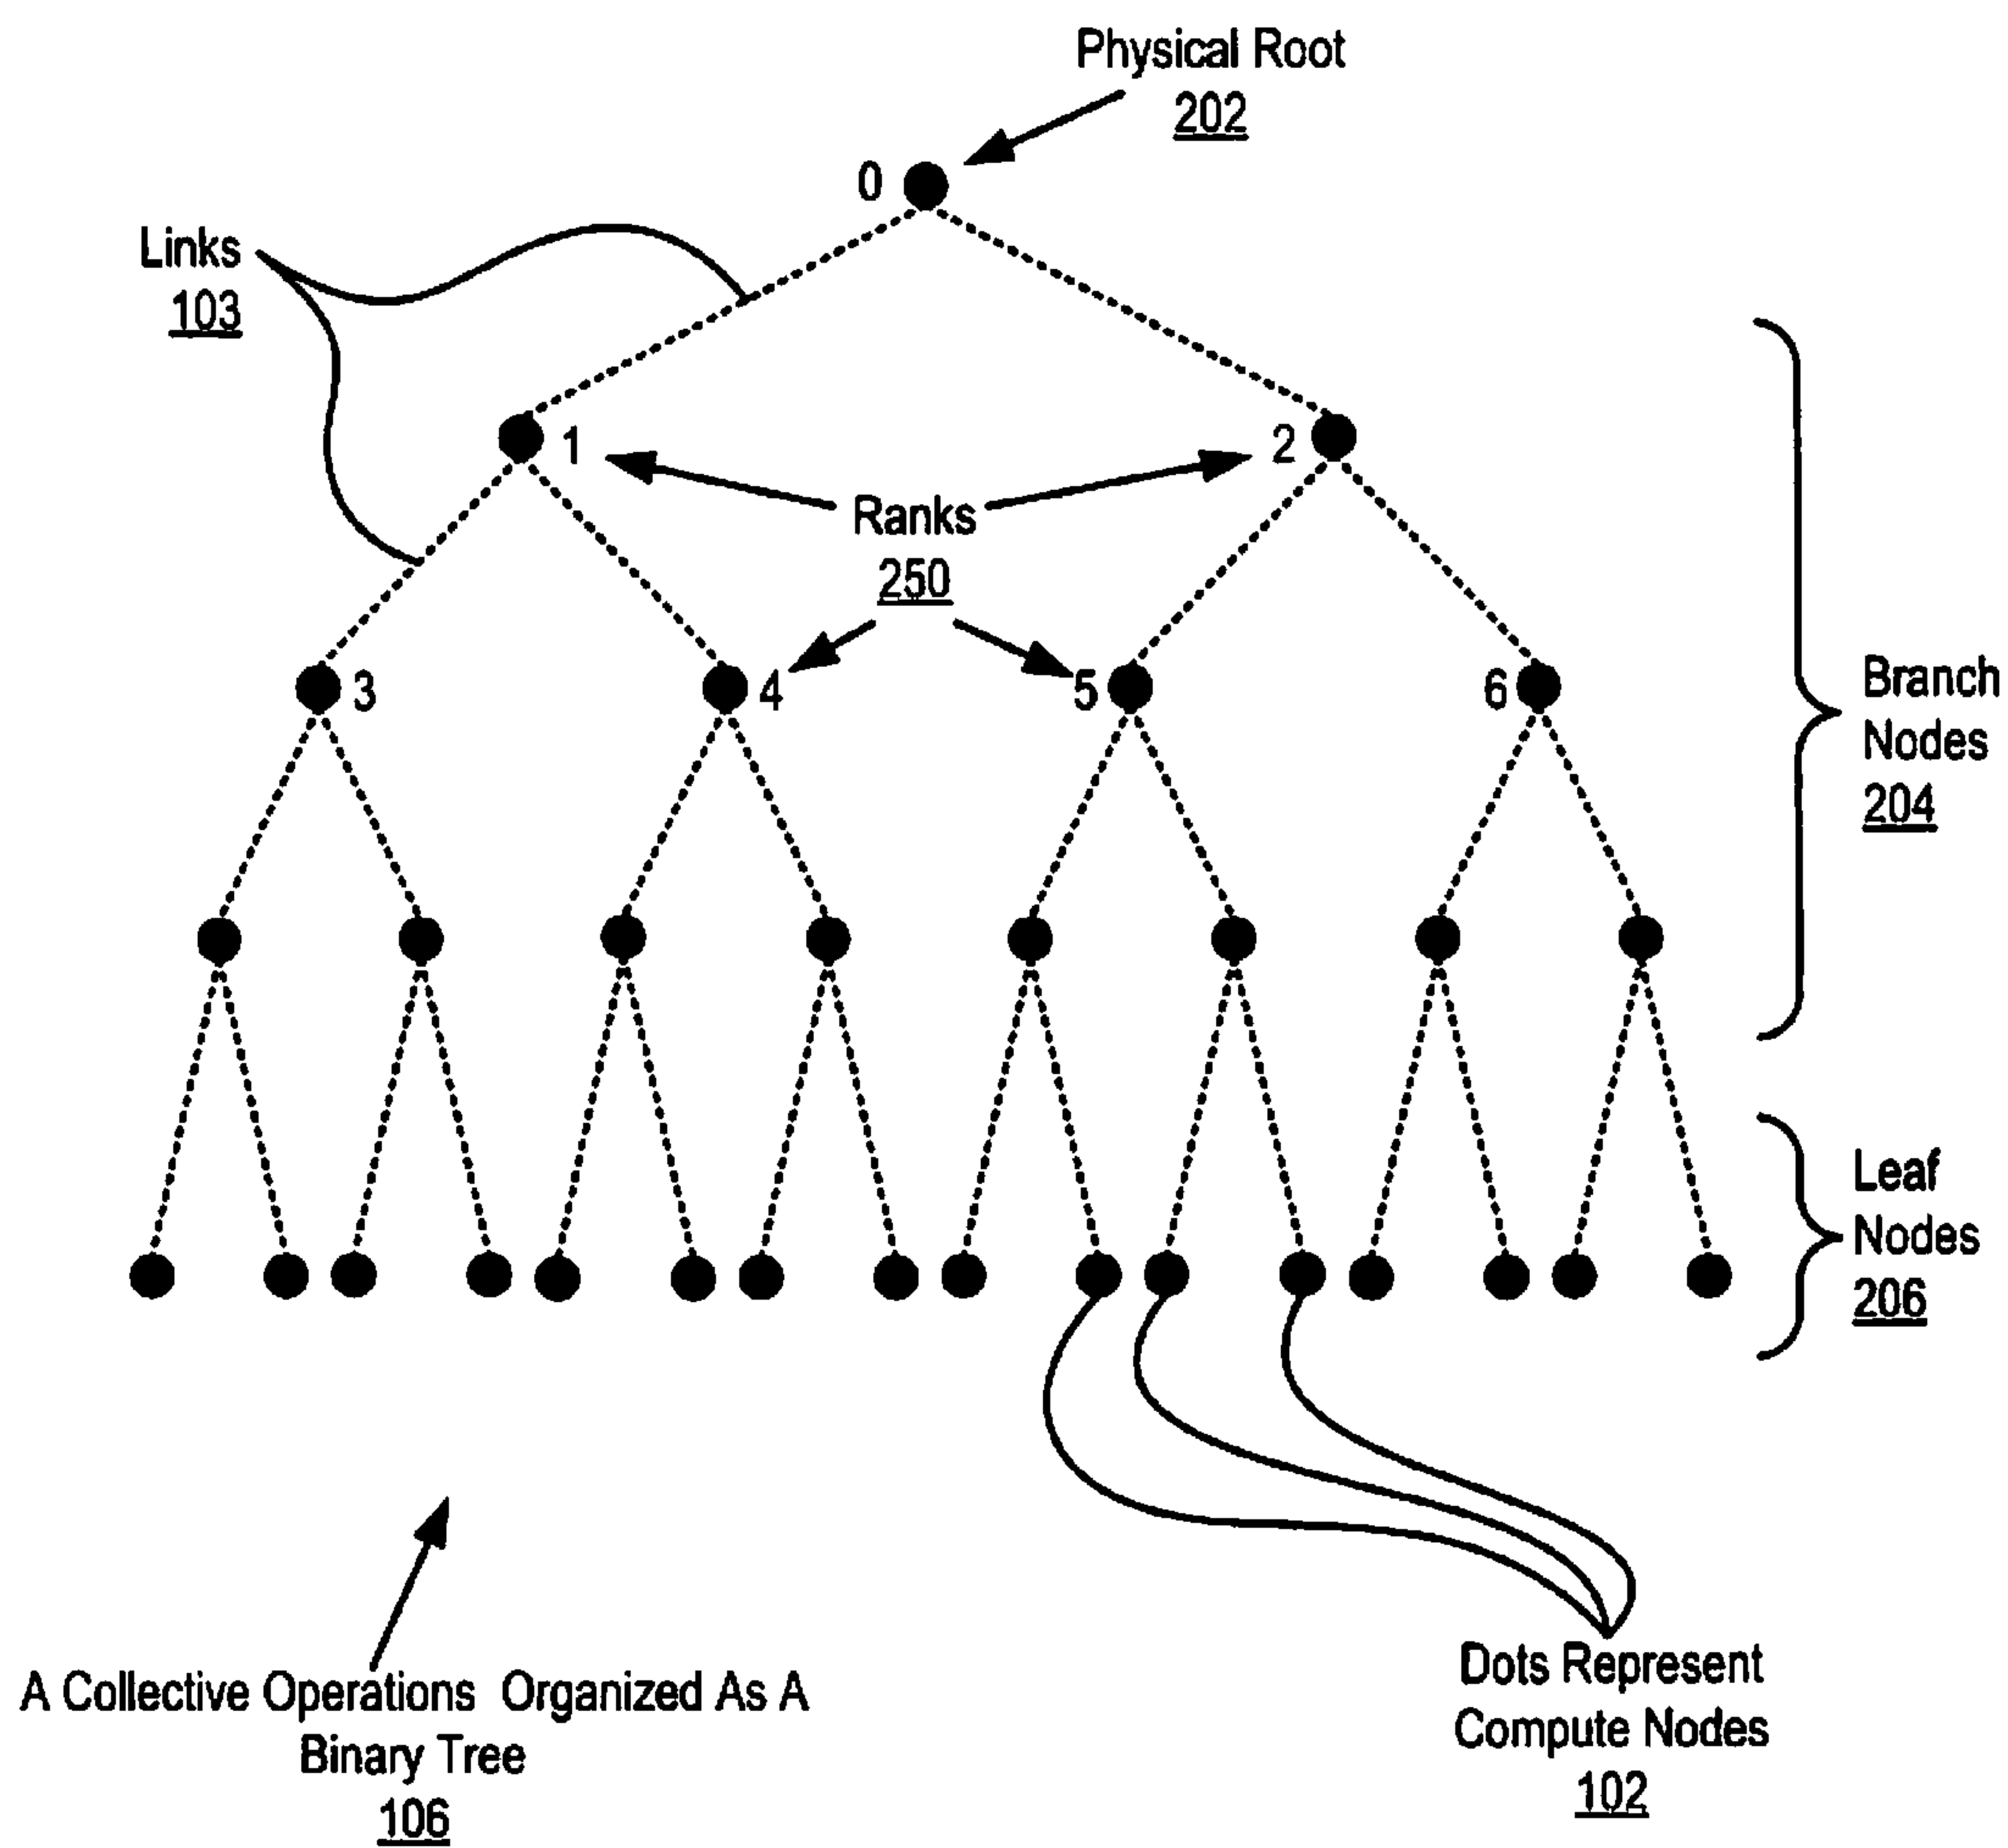 Physical Root
202
0
Links
103
1
2
Ranks
250
3
4
5
6
Branch
Nodes
204
Leaf
Nodes
206
A Collective Operations Organized As A
Binary Tree
106
Dots Represent
Compute Nodes
102